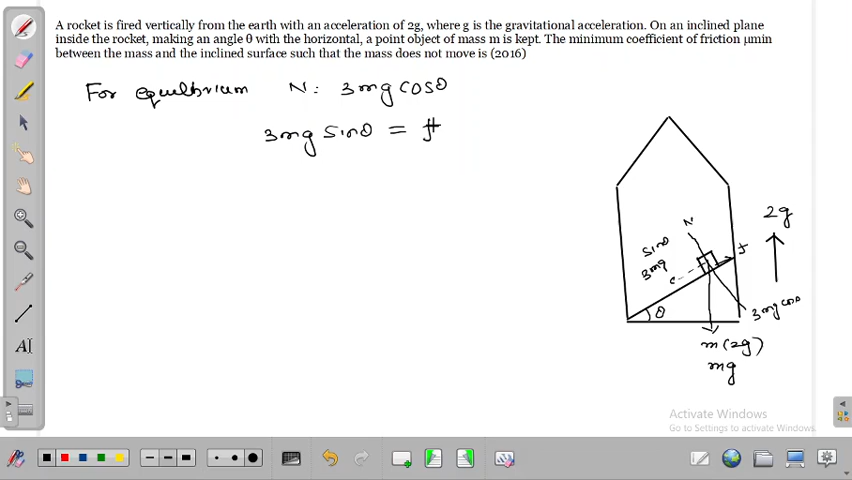 A rocket is fired vertically from the earth with an acceleration of 2g, where g is the gravitational acceleration. On an inclined plane
inside the rocket, making an angle θ with the horizontal, a point object of mass m is kept. The minimum coefficient of friction μmin
between the mass and the inclined surface such that the mass does not move is (2016)
For equilibrium N: 3mg cosθ
3mg sinθ = f
2g
N
f
sinθ
3mg
θ
3mg cosθ
m(2g)
mg
Activate Windows
Go to Settings to activate Windows.